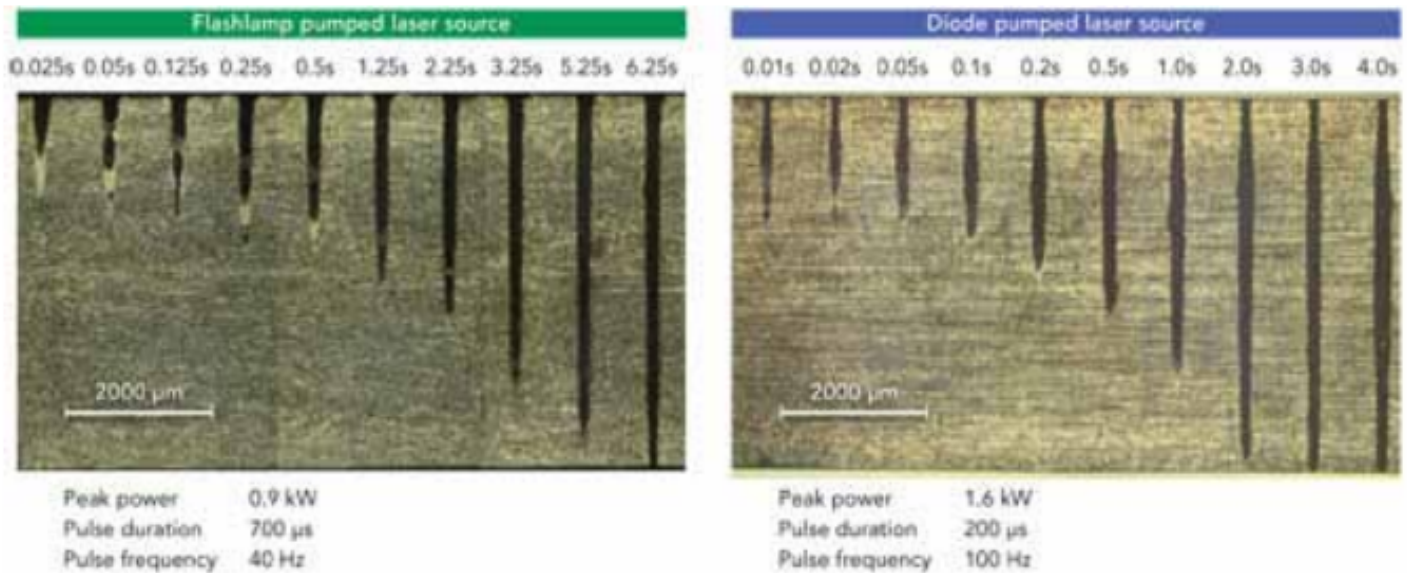 Flashlamp pumped laser source
0.025s 0.05s 0.125s 0.25s 0.5s 1.25s 2.25s 3.25s 5.25s 6.25s
2000 µm
Peak power 0.9 kW
Pulse duration 700 µs
Pulse frequency 40 Hz
Diode pumped laser source
0.01s 0.02s 0.05s 0.1s 0.2s 0.5s 1.0s 2.0s 3.0s 4.0s
2000 µm
Peak power 1.6 kW
Pulse duration 200 µs
Pulse frequency 100 Hz